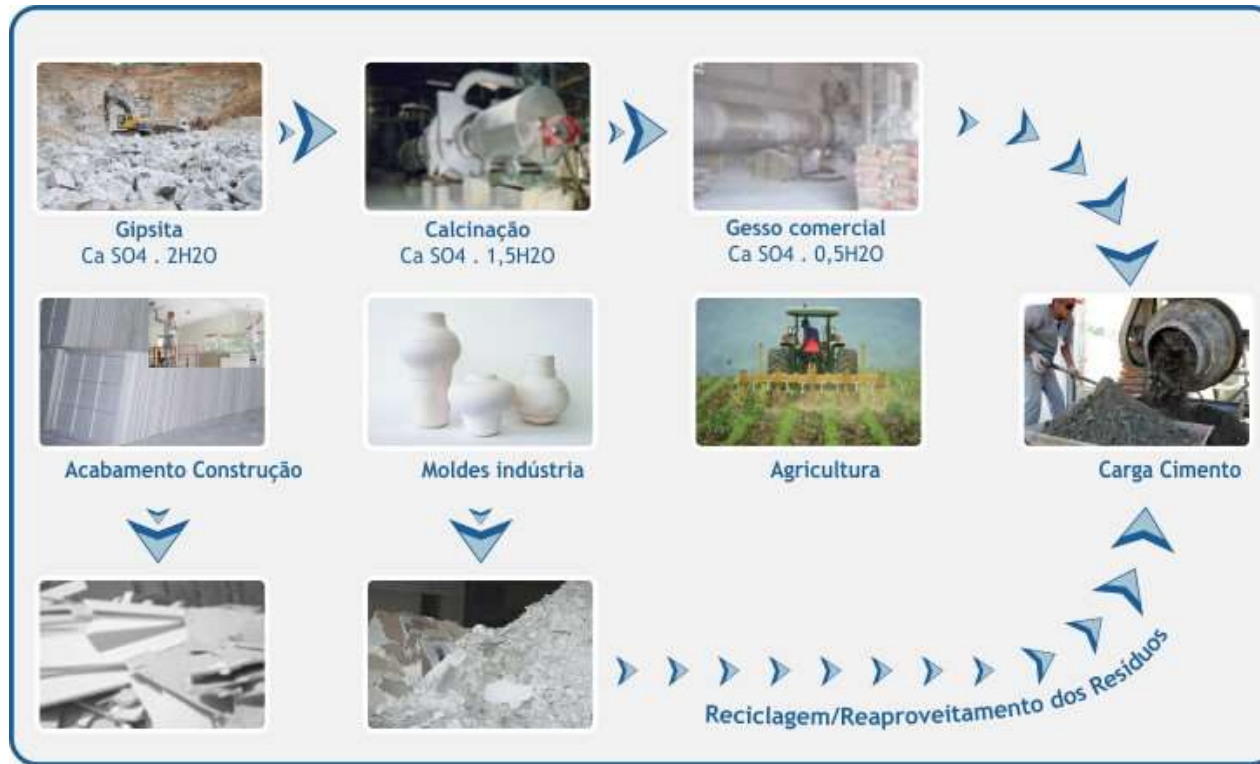 Gipsita
Ca SO4 . 2H2O
Calcinação
Ca SO4 . 1,5H2O
Gesso comercial
Ca SO4 . 0,5H2O
Acabamento Construção
Moldes indústria
Agricultura
Carga Cimento
Reciclagem/Reaproveitamento dos Resíduos